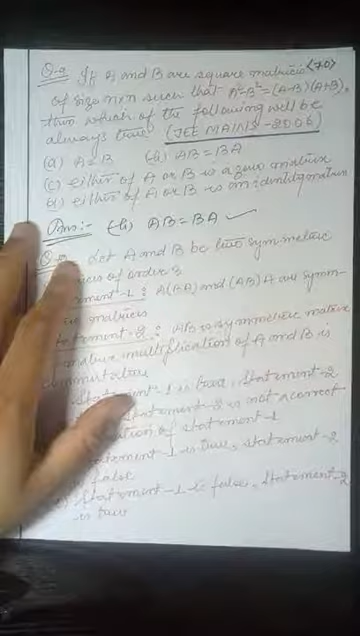 Q-9 If A and B are square matrices <70>
of size n×n such that A²-B²=(A-B)(A+B),
then which of the following will be
always true (JEE MAINS-2006)
(a) A=B (b) AB=BA
(c) either of A or B is a zero matrix
(d) either of A or B is an identity matrix
Ans:- (b) AB=BA ✓
Let A and B be two symmetric
of order 3
-1: A(BA) and (AB)A are symm-
matrices
-2: AB is symmetric matrix
matrix multiplication of A and B is
commutative
Statement-1 is true, statement-2
statement-2 is not a correct
of statement-1
statement-1 is true, statement-2
false
Statement-1 is false, statement-2
is true